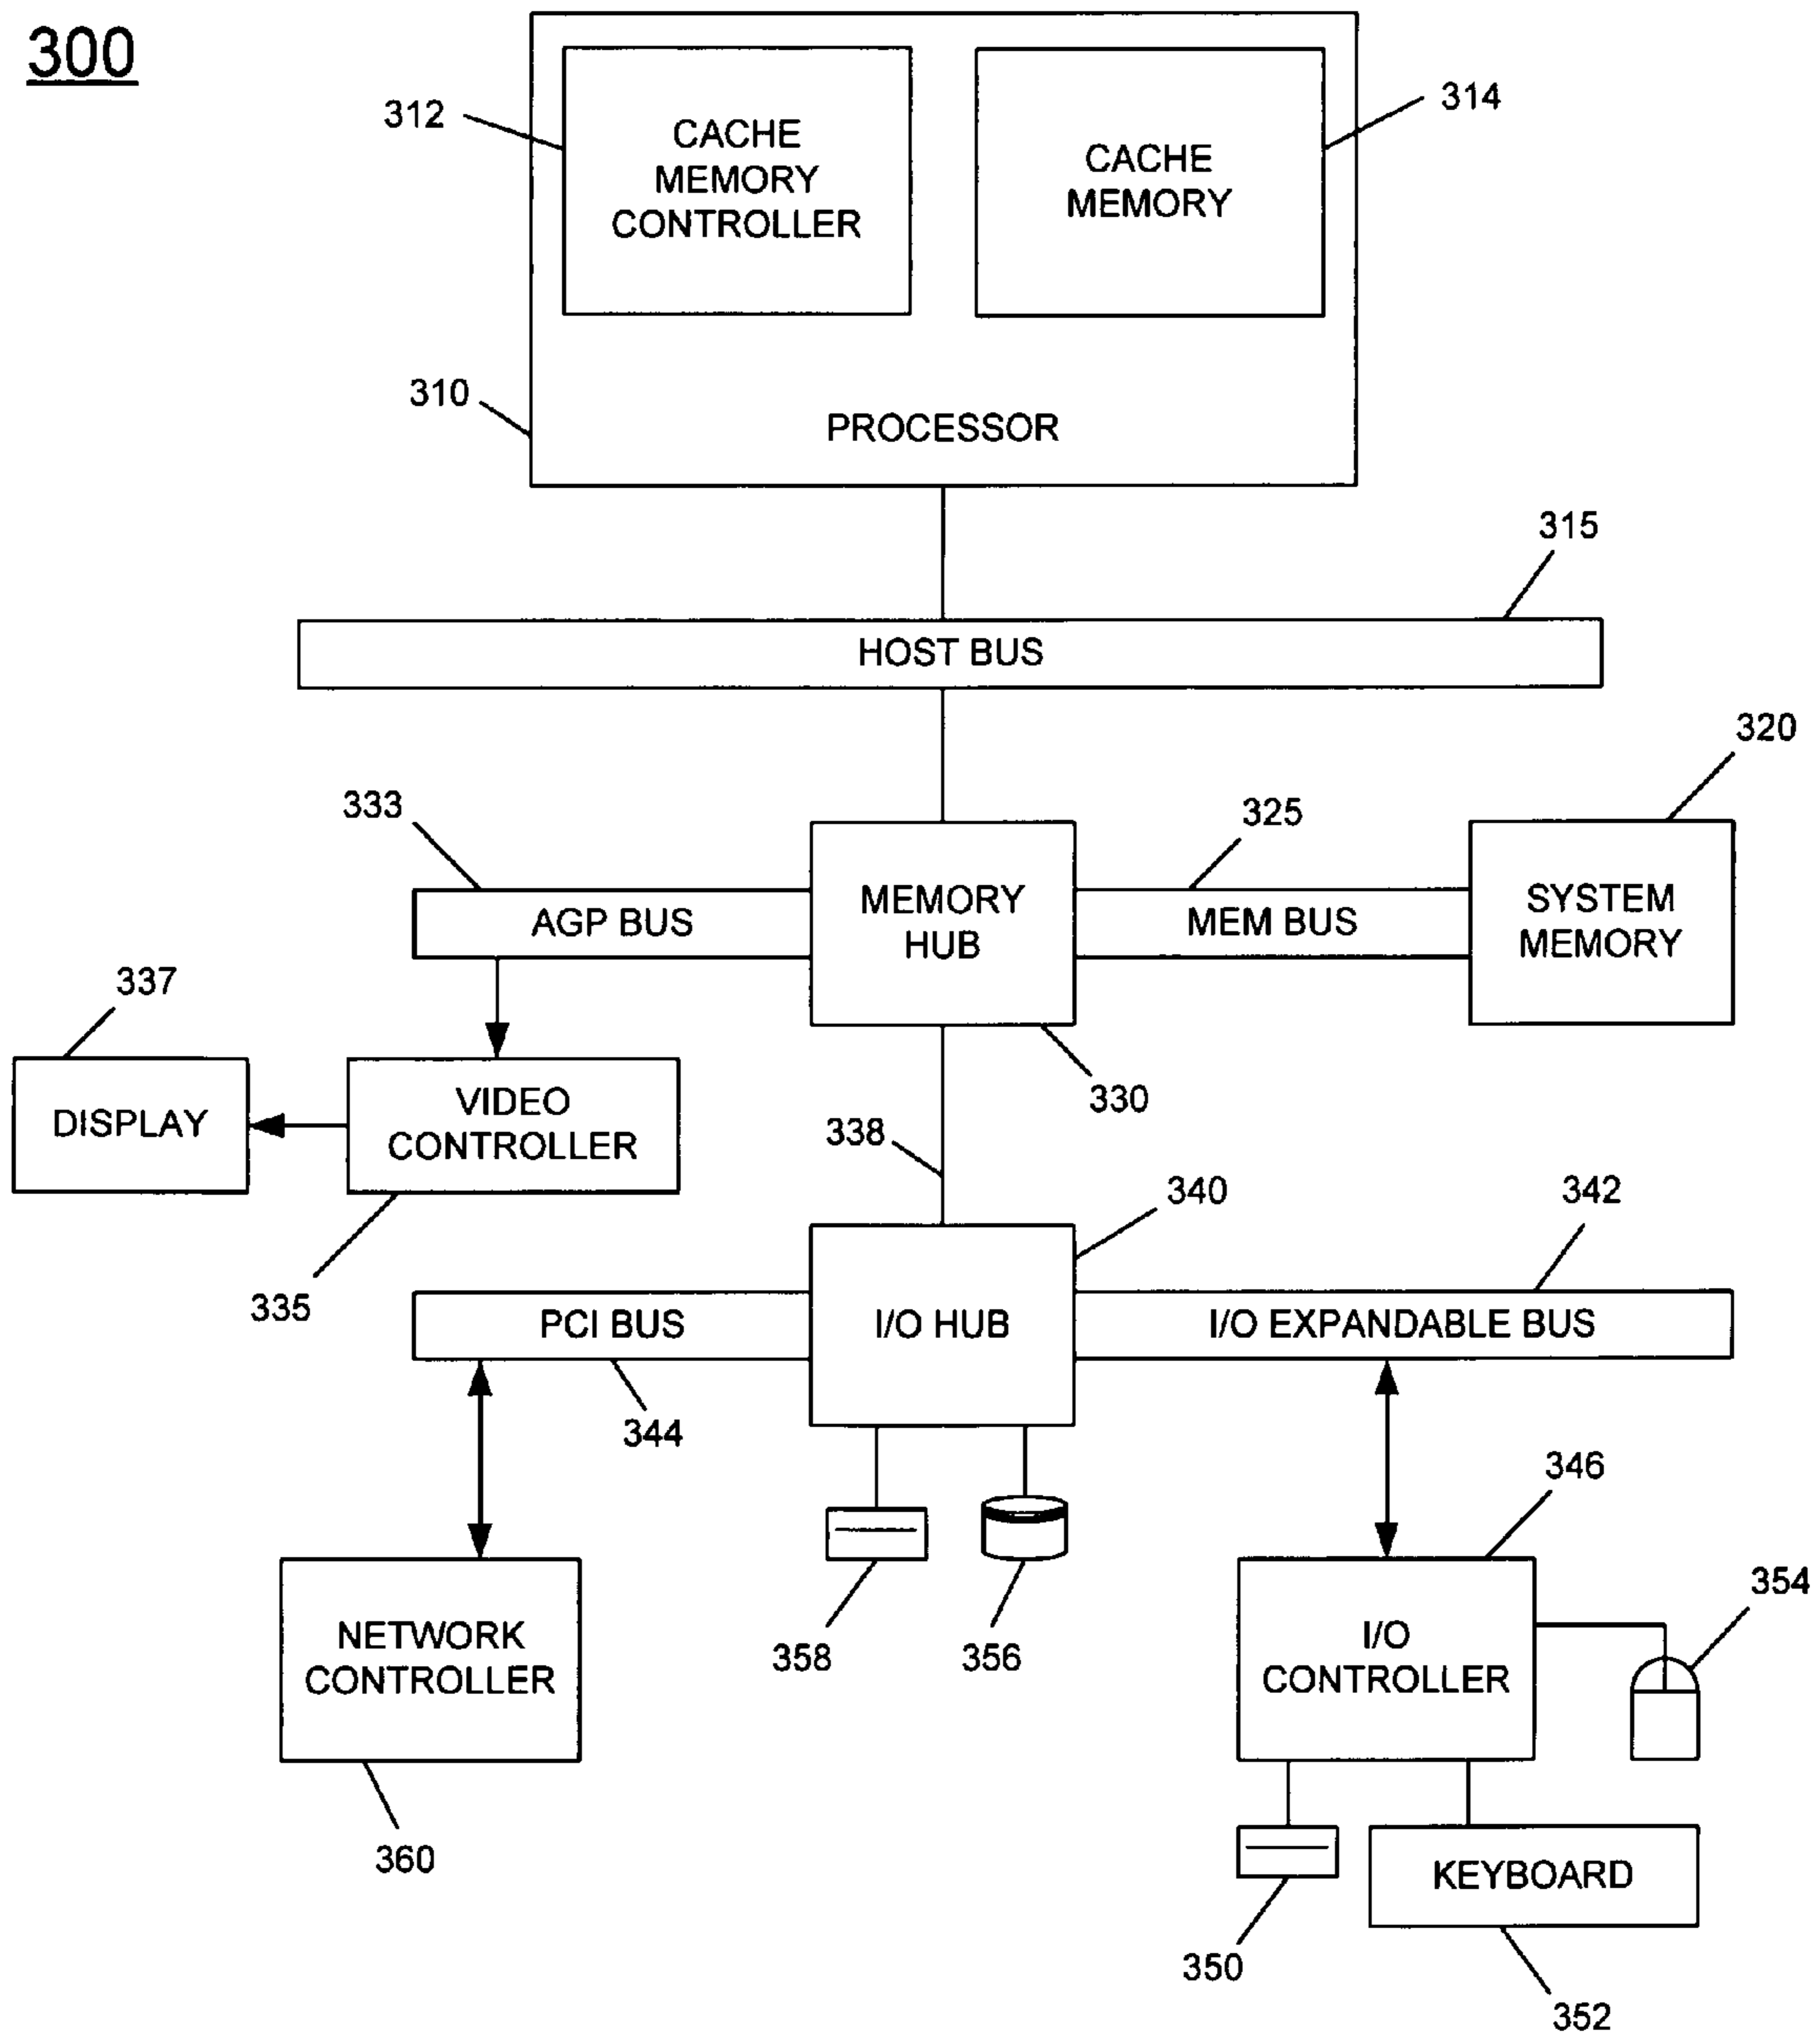 300
312
CACHE
MEMORY
CONTROLLER
CACHE
MEMORY
314
310
PROCESSOR
315
HOST BUS
320
333
325
AGP BUS
MEMORY
HUB
MEM BUS
SYSTEM
MEMORY
337
330
DISPLAY
VIDEO
CONTROLLER
338
340
342
335
PCI BUS
I/O HUB
I/O EXPANDABLE BUS
344
346
354
NETWORK
CONTROLLER
358
356
I/O
CONTROLLER
360
KEYBOARD
350
352